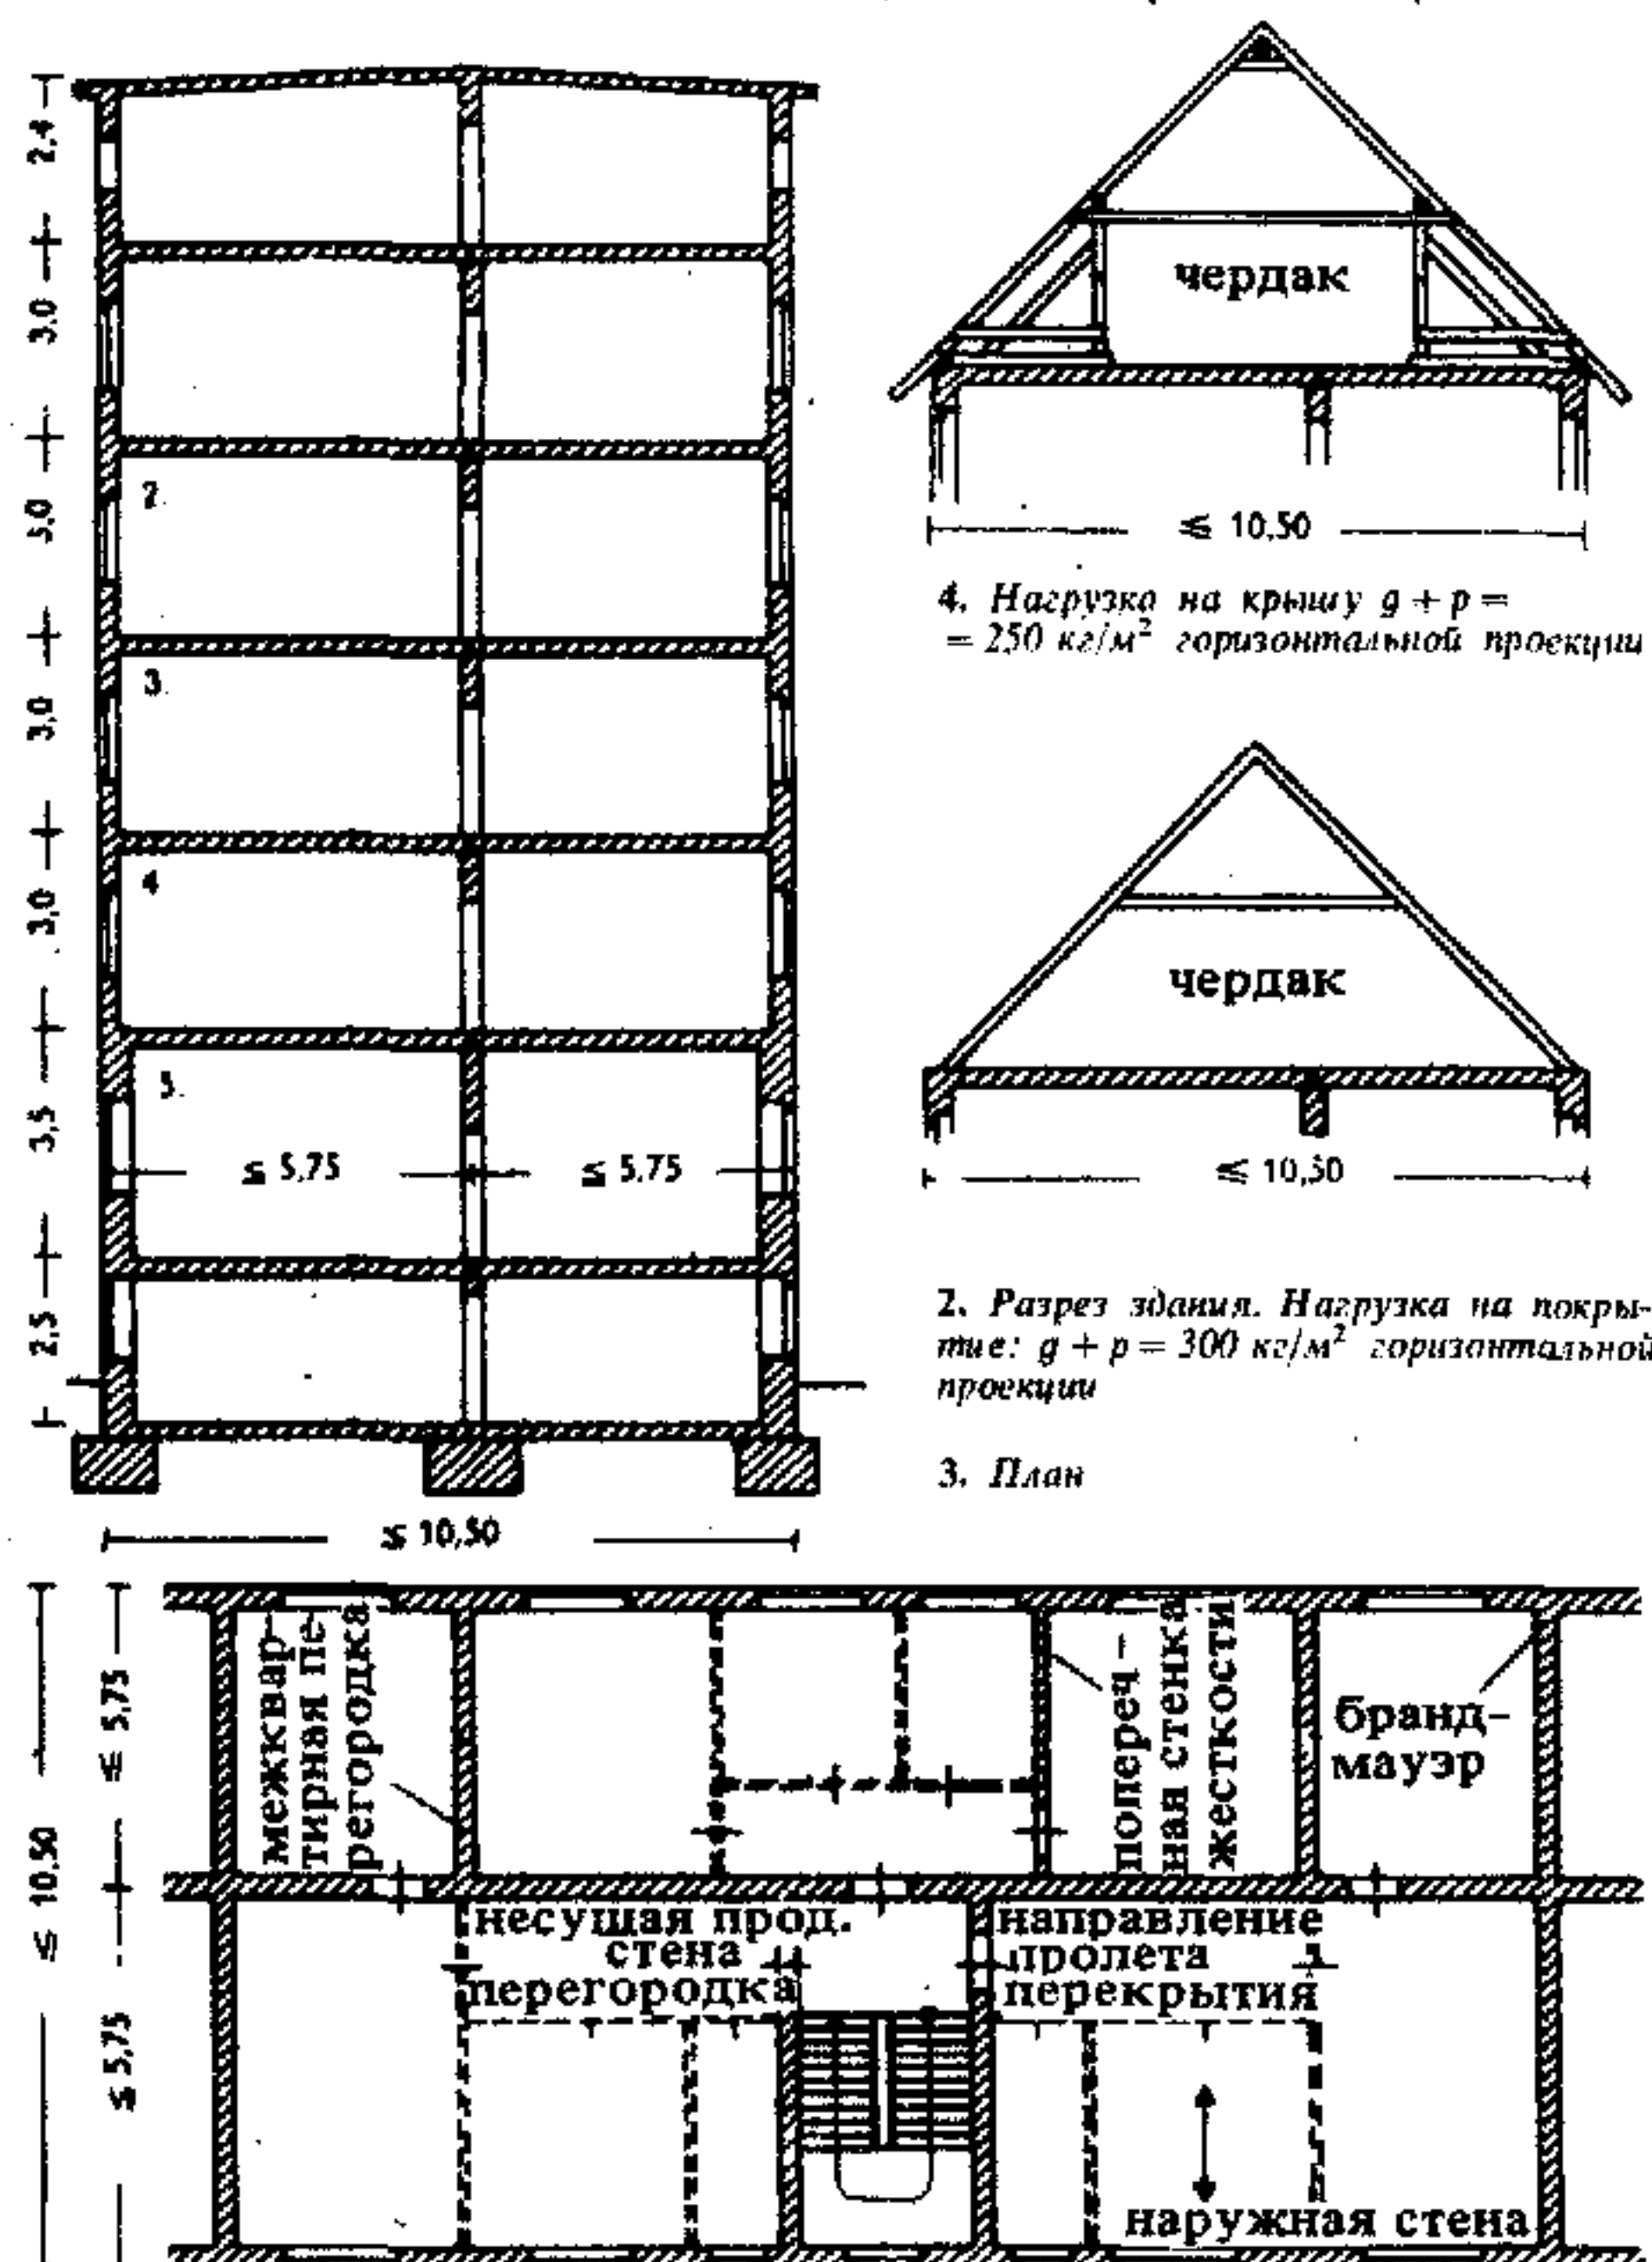 2,4
3,0
3,0
3,0
3,0
3,5
2,5
2
3
4
5
≤ 5,75
≤ 5,75
≤ 10,50
чердак
≤ 10,50
4. Нагрузка на крышу g + p =
= 250 кг/м² горизонтальной проекции
чердак
≤ 10,50
2. Разрез здания. Нагрузка на покры-
тие: g + p = 300 кг/м² горизонтальной
проекции
3. План
≤ 10,50
≤ 5,75
≤ 5,75
межквар-
тирная пе-
регородка
попереч-
ная стенка
жесткости
бранд-
мауэр
несущая прод.
стена
перегородка
направление
пролета
перекрытия
наружная стена